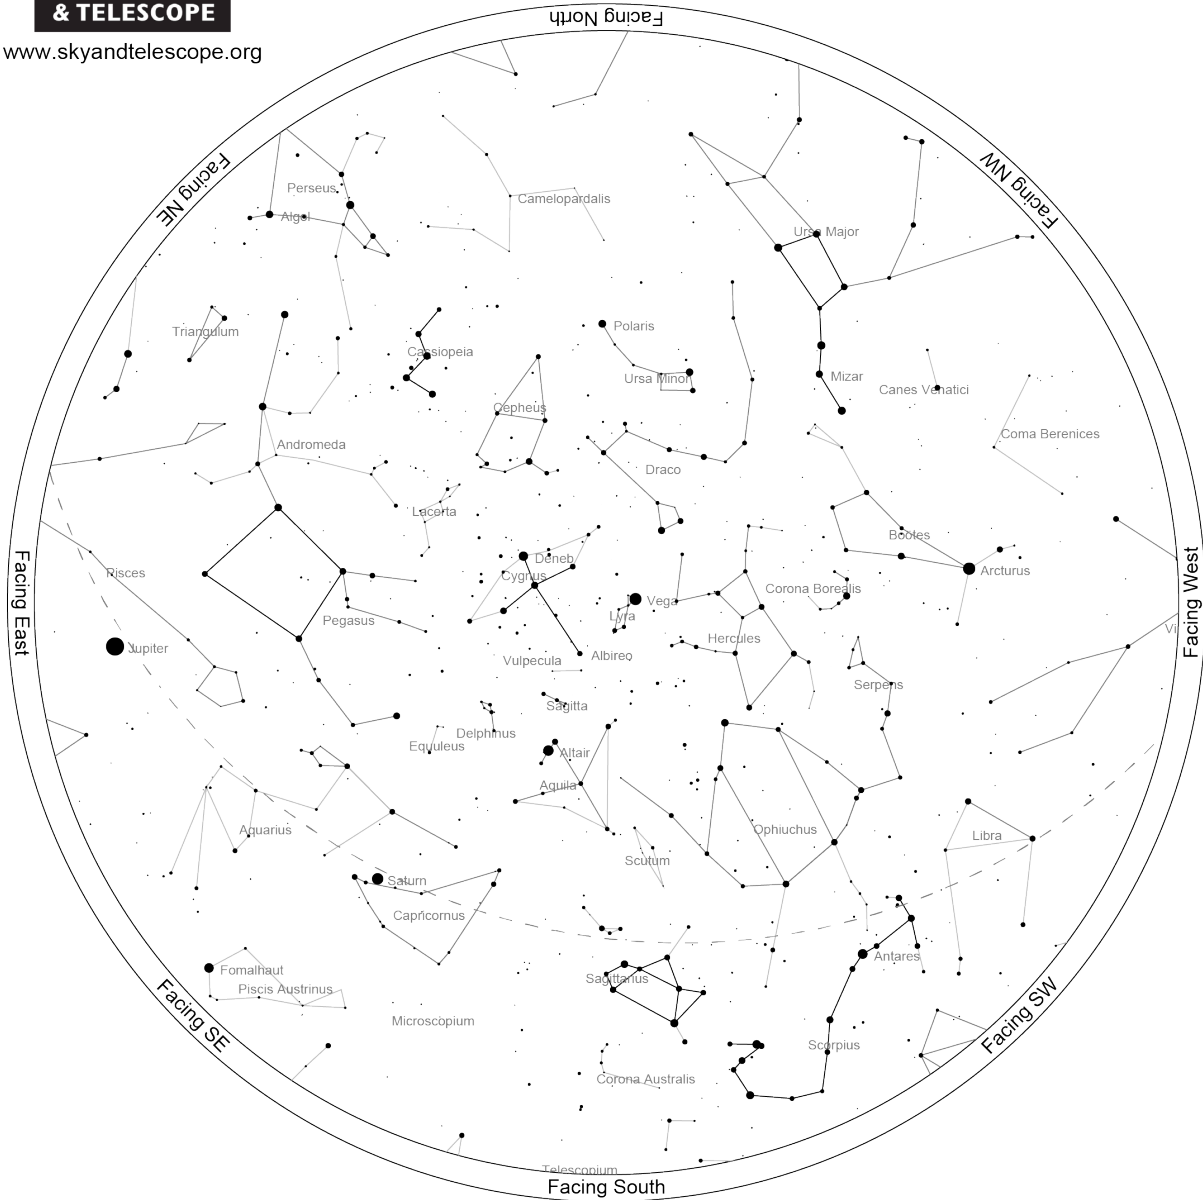 & TELESCOPE
www.skyandtelescope.org
Facing North
Facing NE
Facing NW
Perseus
Algol
Camelopardalis
Ursa Major
Triangulum
Polaris
Cassiopeia
Ursa Minor
Mizar
Canes Venatici
Cepheus
Andromeda
Coma Berenices
Draco
Lacerta
Bootes
Facing East
Facing West
Pisces
Deneb
Cygnus
Corona Borealis
Arcturus
Vega
Lyra
Pegasus
Vi
Jupiter
Hercules
Vulpecula
Albireo
Serpens
Sagitta
Delphinus
Equuleus
Altair
Aquila
Aquarius
Ophiuchus
Libra
Scutum
Saturn
Capricornus
Antares
Fomalhaut
Sagittarius
Piscis Austrinus
Microscopium
Facing SE
Facing SW
Scorpius
Corona Australis
Telescopium
Facing South